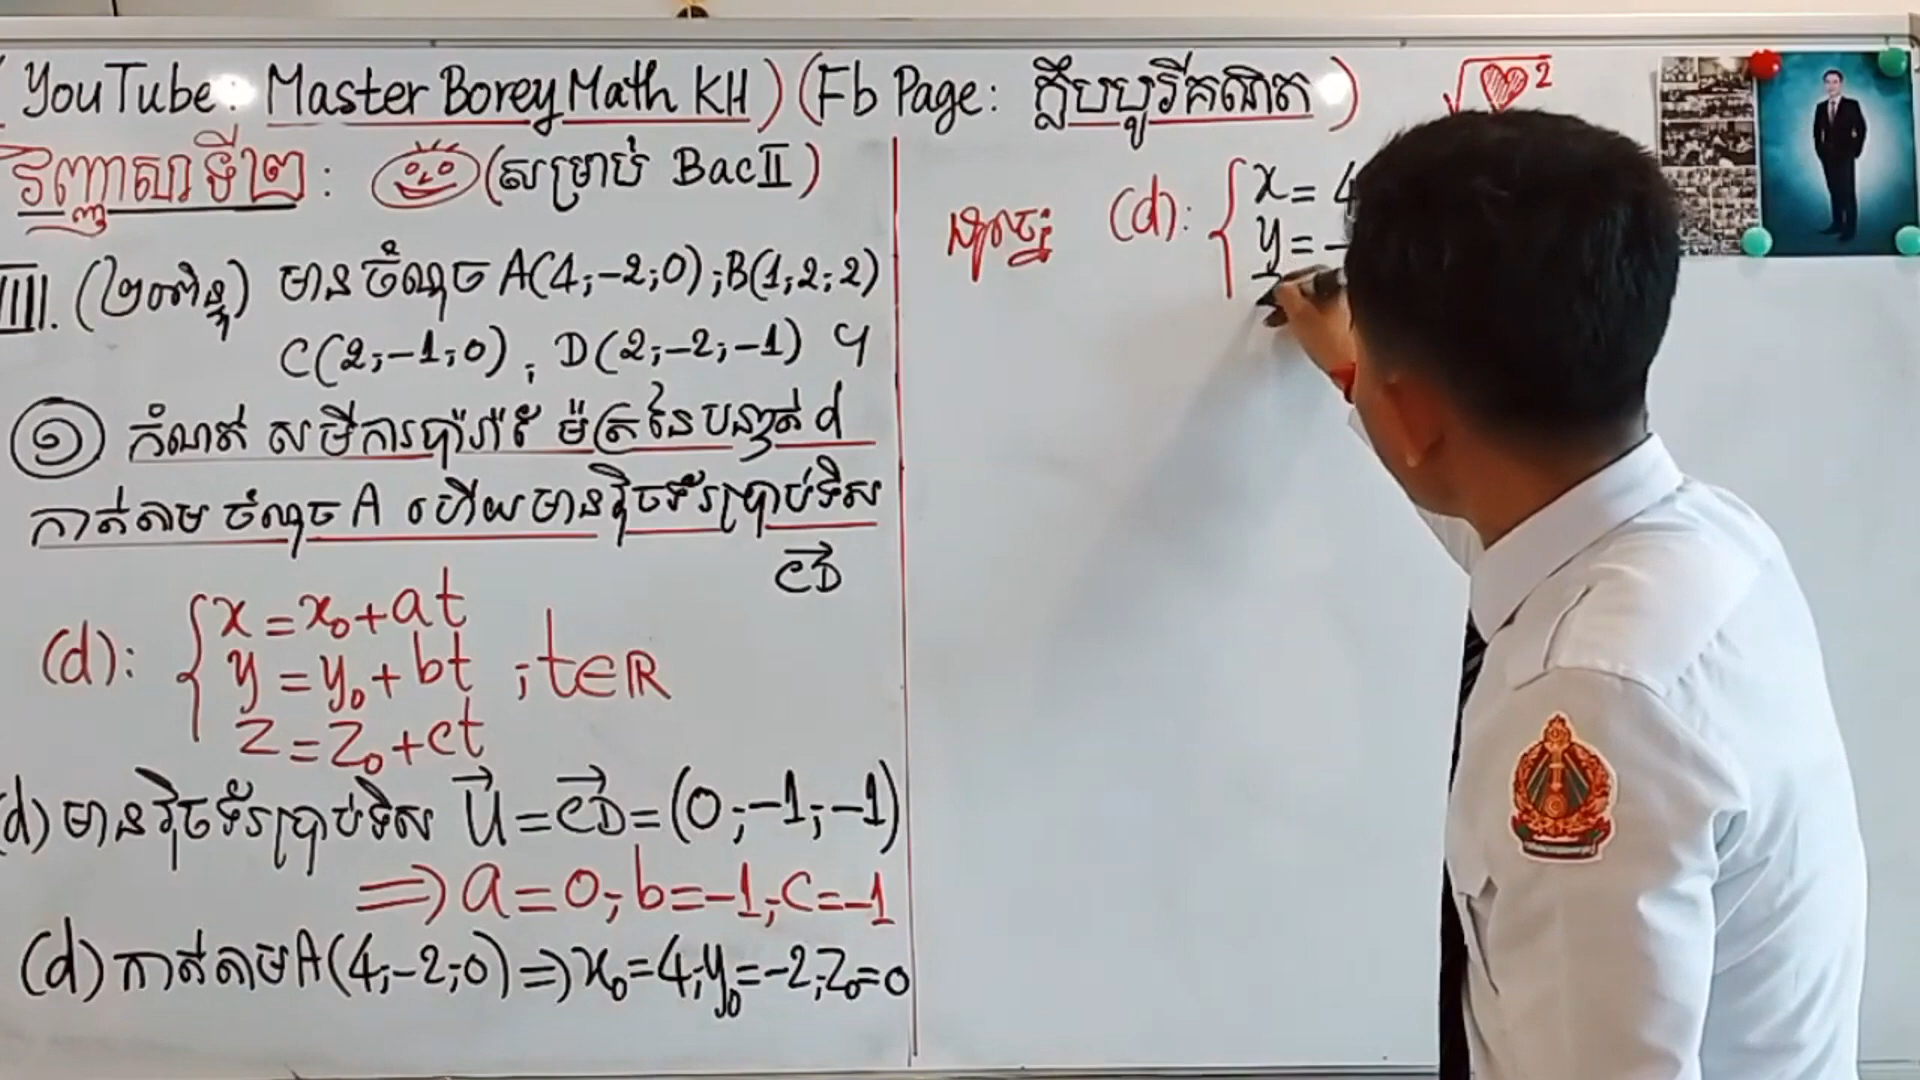 (YouTube: Master Borey Math KH) (Fb Page: ក្លឹបបូរីគណិត)
√♡²
វិញ្ញាសាទី២: (សម្រាប់ BacII)
III. (២០ពិន្ទុ) មានចំណុច A(4;-2;0);B(1;2;2)
C(2;-1;0); D(2;-2;-1) ។
① កំណត់ សមីការប៉ារ៉ាម៉ែត្រនៃបន្ទាត់ d
កាត់តាម ចំណុច A ហើយមានវ៉ិចទ័រប្រាប់ទិស
CD→
(d): { x = x₀+at
y = y₀+bt ; t∈ℝ
z = z₀+ct
(d) មានវ៉ិចទ័រប្រាប់ទិស U→ = CD→ = (0;-1;-1)
⟹ a=0; b=-1; c=-1
(d) កាត់តាម A(4;-2;0) ⟹ x₀=4; y₀=-2; z₀=0
ដូចនេះ (d): { x = 4
y = -